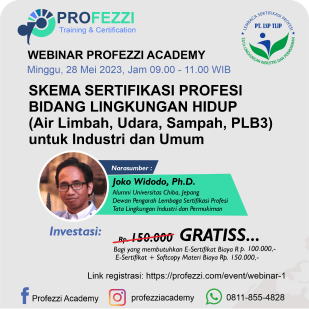 PROFEZZI
Training & Certification
LEMBAGA SERTIFIKASI PROFESI
PT. LSP TLIP
WEBINAR PROFEZZI ACADEMY
Minggu, 28 Mei 2023, Jam 09.00 - 11.00 WIB
SKEMA SERTIFIKASI PROFESI
BIDANG LINGKUNGAN HIDUP
(Air Limbah, Udara, Sampah, PLB3)
untuk Industri dan Umum
Narasumber :
Joko Widodo, Ph.D.
Alumni Universitas Chiba, Jepang
Dewan Pengarah Lembaga Sertifikasi Profesi
Tata Lingkungan Industri dan Permukiman
Investasi:
Rp. 150.000 GRATISS...
Bagi yang membutuhkan E-Sertifikat Biaya Rp. 100.000,-
E-Sertifikat + Softcopy Materi Biaya Rp. 150.000,-
Link registrasi: https://profezzi.com/event/webinar-1
Profezzi Academy
profezziacademy
0811-855-4828